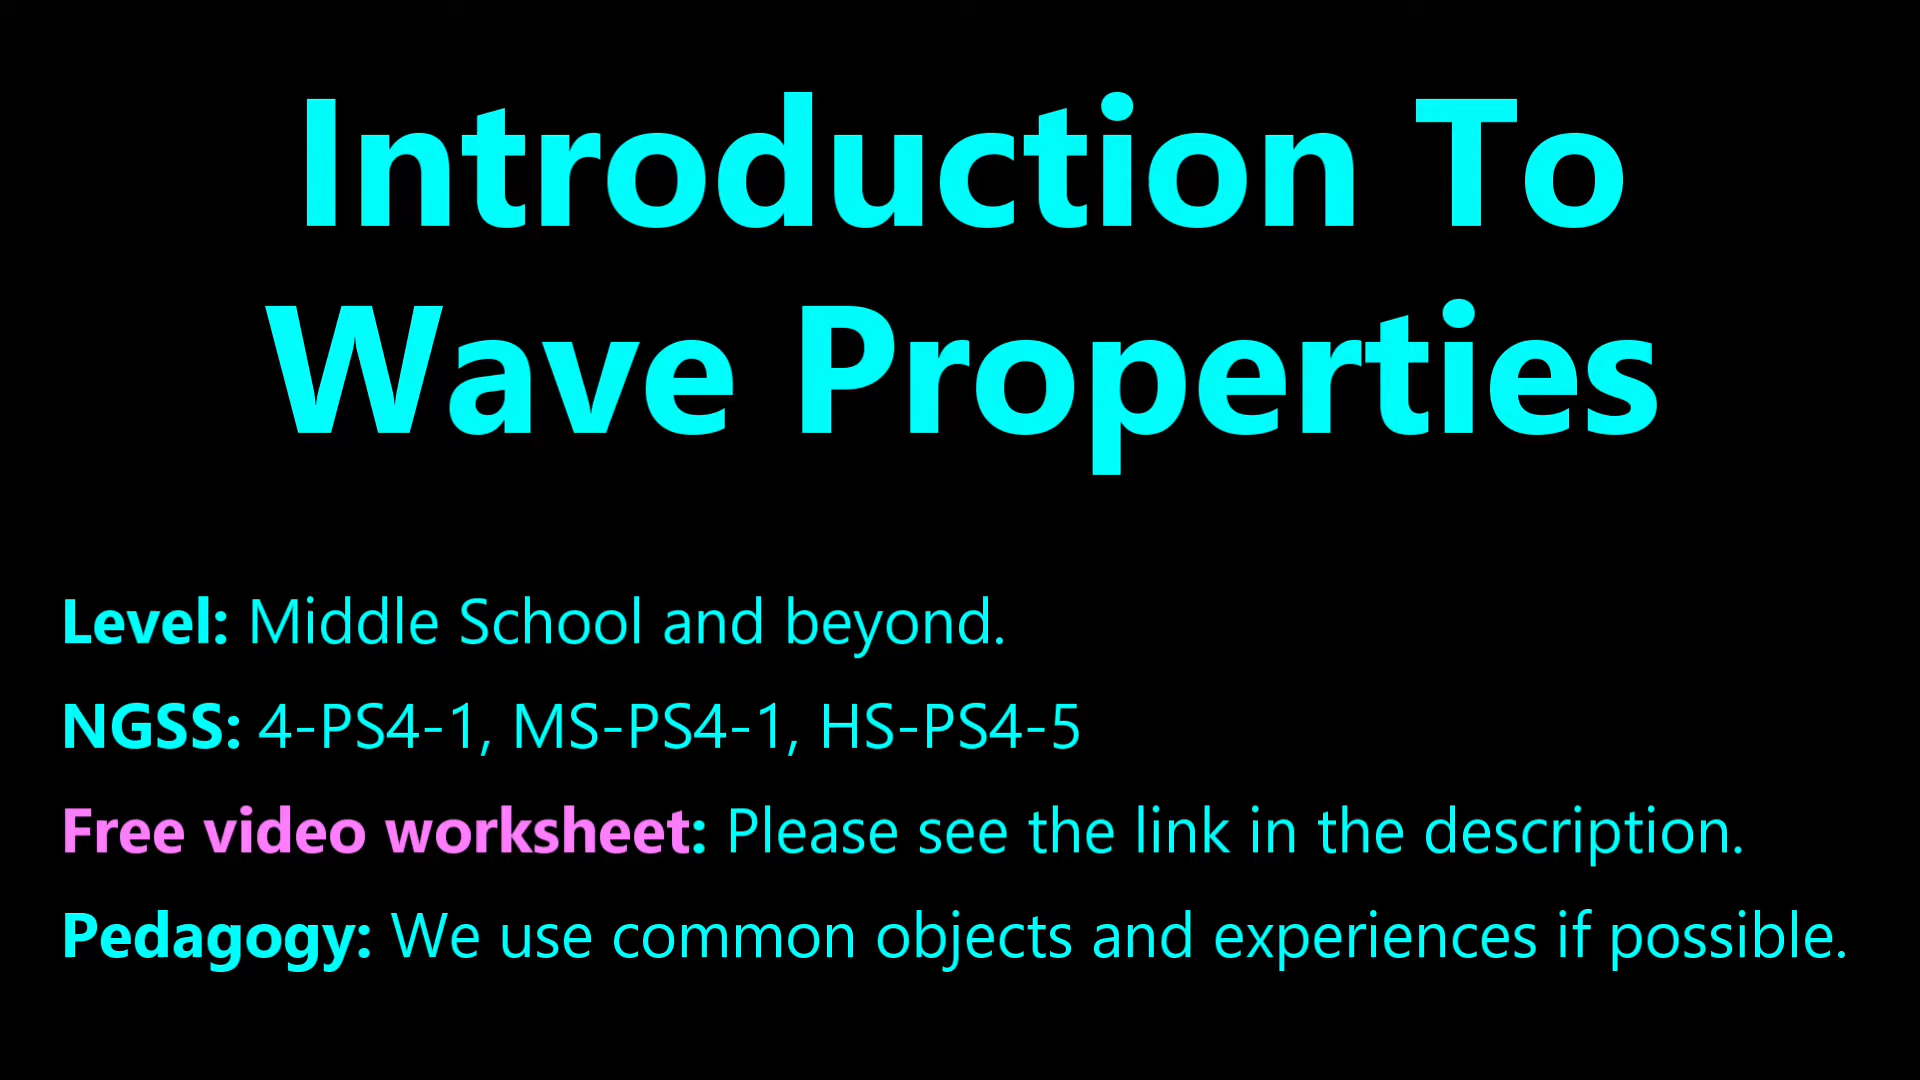 Introduction To
Wave Properties
Level: Middle School and beyond.
NGSS: 4-PS4-1, MS-PS4-1, HS-PS4-5
Free video worksheet: Please see the link in the description.
Pedagogy: We use common objects and experiences if possible.